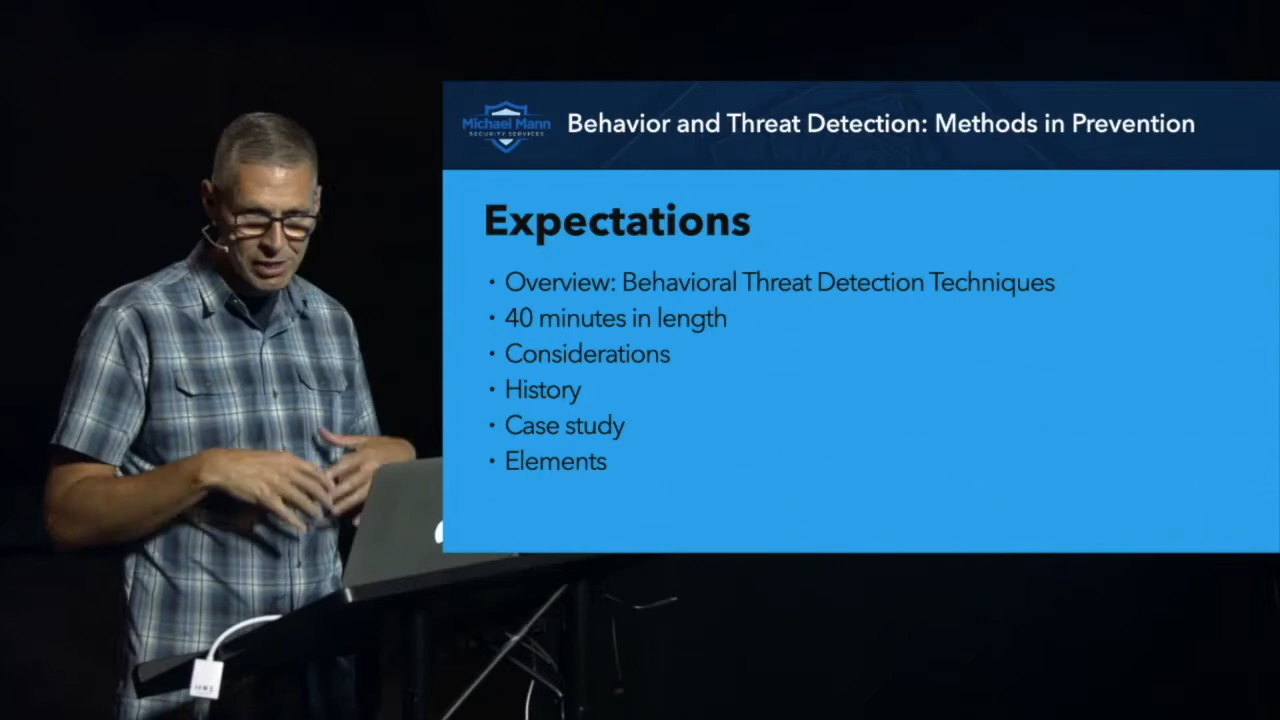 Michael Mann
SECURITY SERVICES
Behavior and Threat Detection: Methods in Prevention
Expectations
• Overview: Behavioral Threat Detection Techniques
• 40 minutes in length
• Considerations
• History
• Case study
• Elements